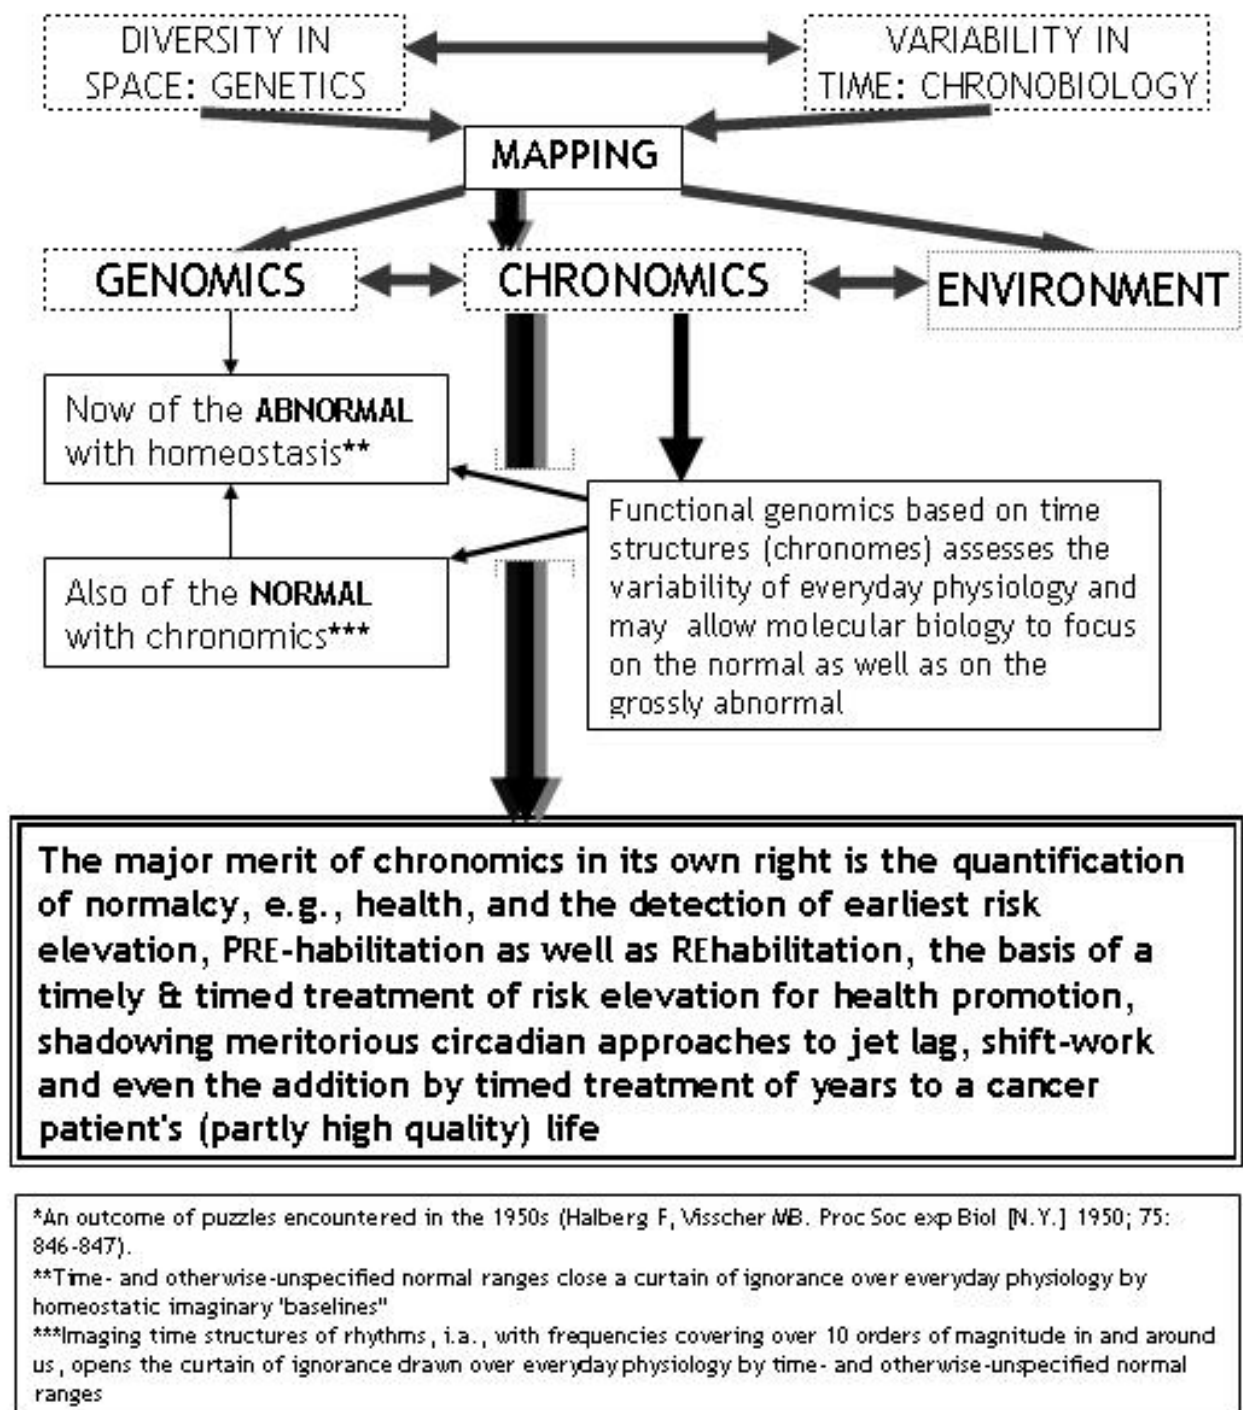 DIVERSITY IN
SPACE: GENETICS
VARIABILITY IN
TIME: CHRONOBIOLOGY
MAPPING
GENOMICS
CHRONOMICS
ENVIRONMENT
Now of the ABNORMAL
with homeostasis**
Also of the NORMAL
with chronomics***
Functional genomics based on time
structures (chronomes) assesses the
variability of everyday physiology and
may allow molecular biology to focus
on the normal as well as on the
grossly abnormal
The major merit of chronomics in its own right is the quantification
of normalcy, e.g., health, and the detection of earliest risk
elevation, PRE-habilitation as well as REhabilitation, the basis of a
timely & timed treatment of risk elevation for health promotion,
shadowing meritorious circadian approaches to jet lag, shift-work
and even the addition by timed treatment of years to a cancer
patient's (partly high quality) life
*An outcome of puzzles encountered in the 1950s (Halberg F, Visscher MB. Proc Soc exp Biol [N.Y.] 1950; 75:
846-847).
**Time- and otherwise-unspecified normal ranges close a curtain of ignorance over everyday physiology by
homeostatic imaginary "baselines"
***Imaging time structures of rhythms, i.a., with frequencies covering over 10 orders of magnitude in and around
us, opens the curtain of ignorance drawn over everyday physiology by time- and otherwise-unspecified normal
ranges